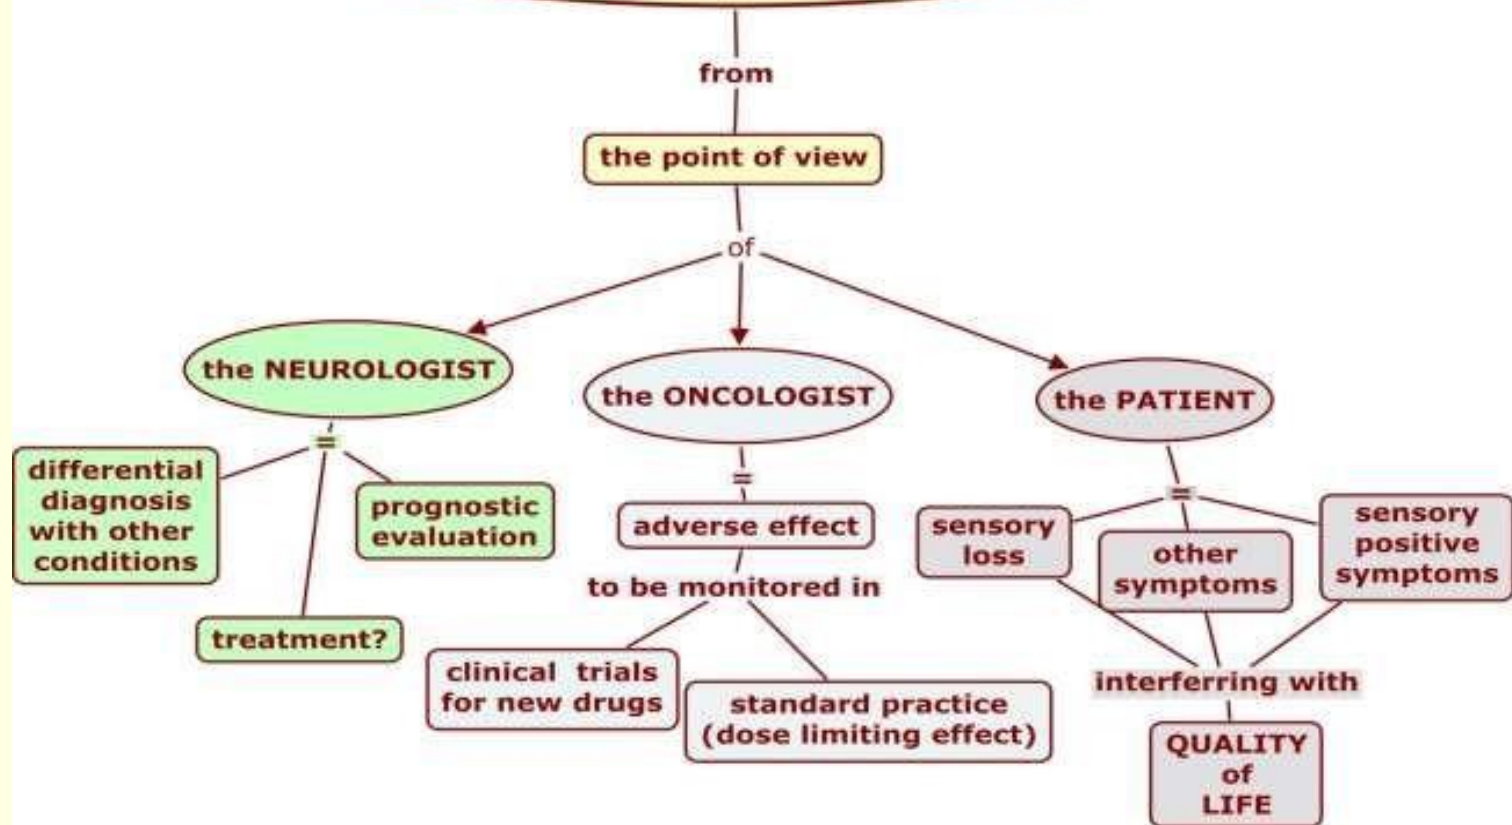 from
the point of view
of
the NEUROLOGIST
=
differential
diagnosis
with other
conditions
prognostic
evaluation
treatment?
the ONCOLOGIST
=
adverse effect
to be monitored in
clinical trials
for new drugs
standard practice
(dose limiting effect)
the PATIENT
=
sensory
loss
other
symptoms
sensory
positive
symptoms
interferring with
QUALITY
of
LIFE